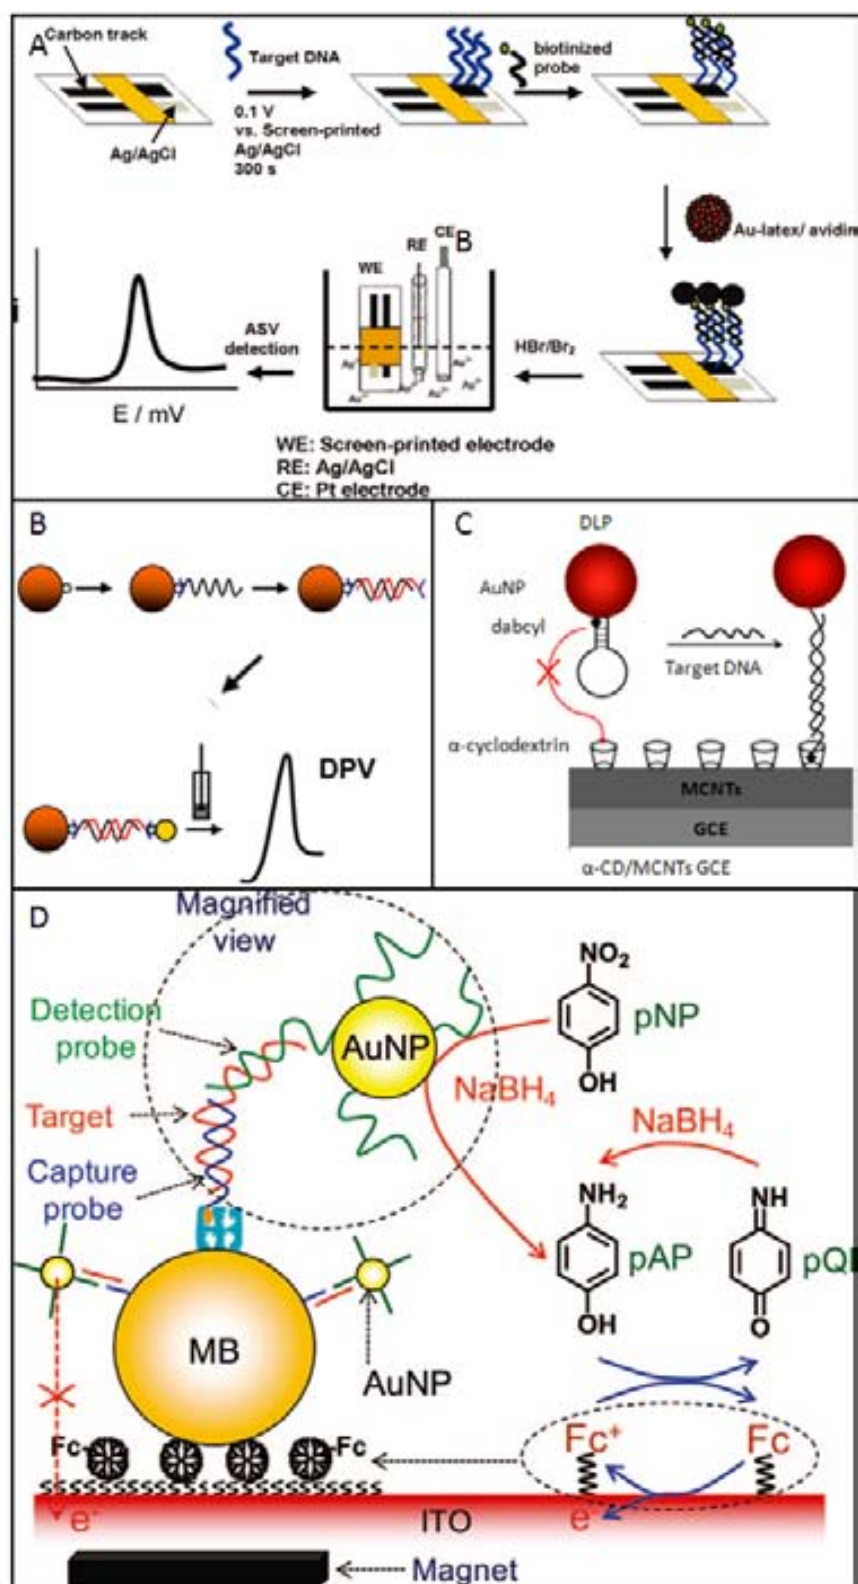 A
Carbon track
Target DNA
biotinized
probe
0.1 V
vs. Screen-printed
Ag/AgCl
300 s
Ag/AgCl
Au-latex/ avidin
CE
B
RE
WE
ASV
detection
HBr/Br₂
E / mV
WE: Screen-printed electrode
RE: Ag/AgCl
CE: Pt electrode
B
DPV
C
DLP
AuNP
dabcyl
Target DNA
α-cyclodextrin
MCNTs
GCE
α-CD/MCNTs GCE
D
Magnified
view
Detection
probe
AuNP
NO₂
pNP
OH
NaBH₄
Target
NaBH₄
Capture
probe
NH₂
NH
pAP
pQI
OH
O
MB
AuNP
Fc
Fc
Fc⁺
Fc
e⁻
ITO
e⁻
Magnet